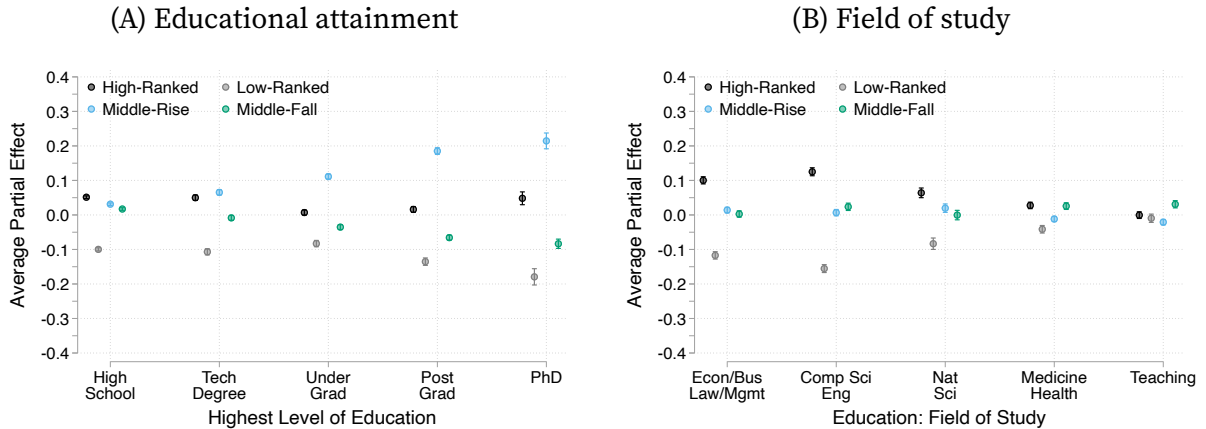 (A) Educational attainment
High-Ranked
Low-Ranked
Middle-Rise
Middle-Fall
0.4
0.3
0.2
0.1
0.0
-0.1
-0.2
-0.3
-0.4
Average Partial Effect
High
School
Tech
Degree
Under
Grad
Post
Grad
PhD
Highest Level of Education
(B) Field of study
High-Ranked
Low-Ranked
Middle-Rise
Middle-Fall
0.4
0.3
0.2
0.1
0.0
-0.1
-0.2
-0.3
-0.4
Average Partial Effect
Econ/Bus
Law/Mgmt
Comp Sci
Eng
Nat
Sci
Medicine
Health
Teaching
Education: Field of Study